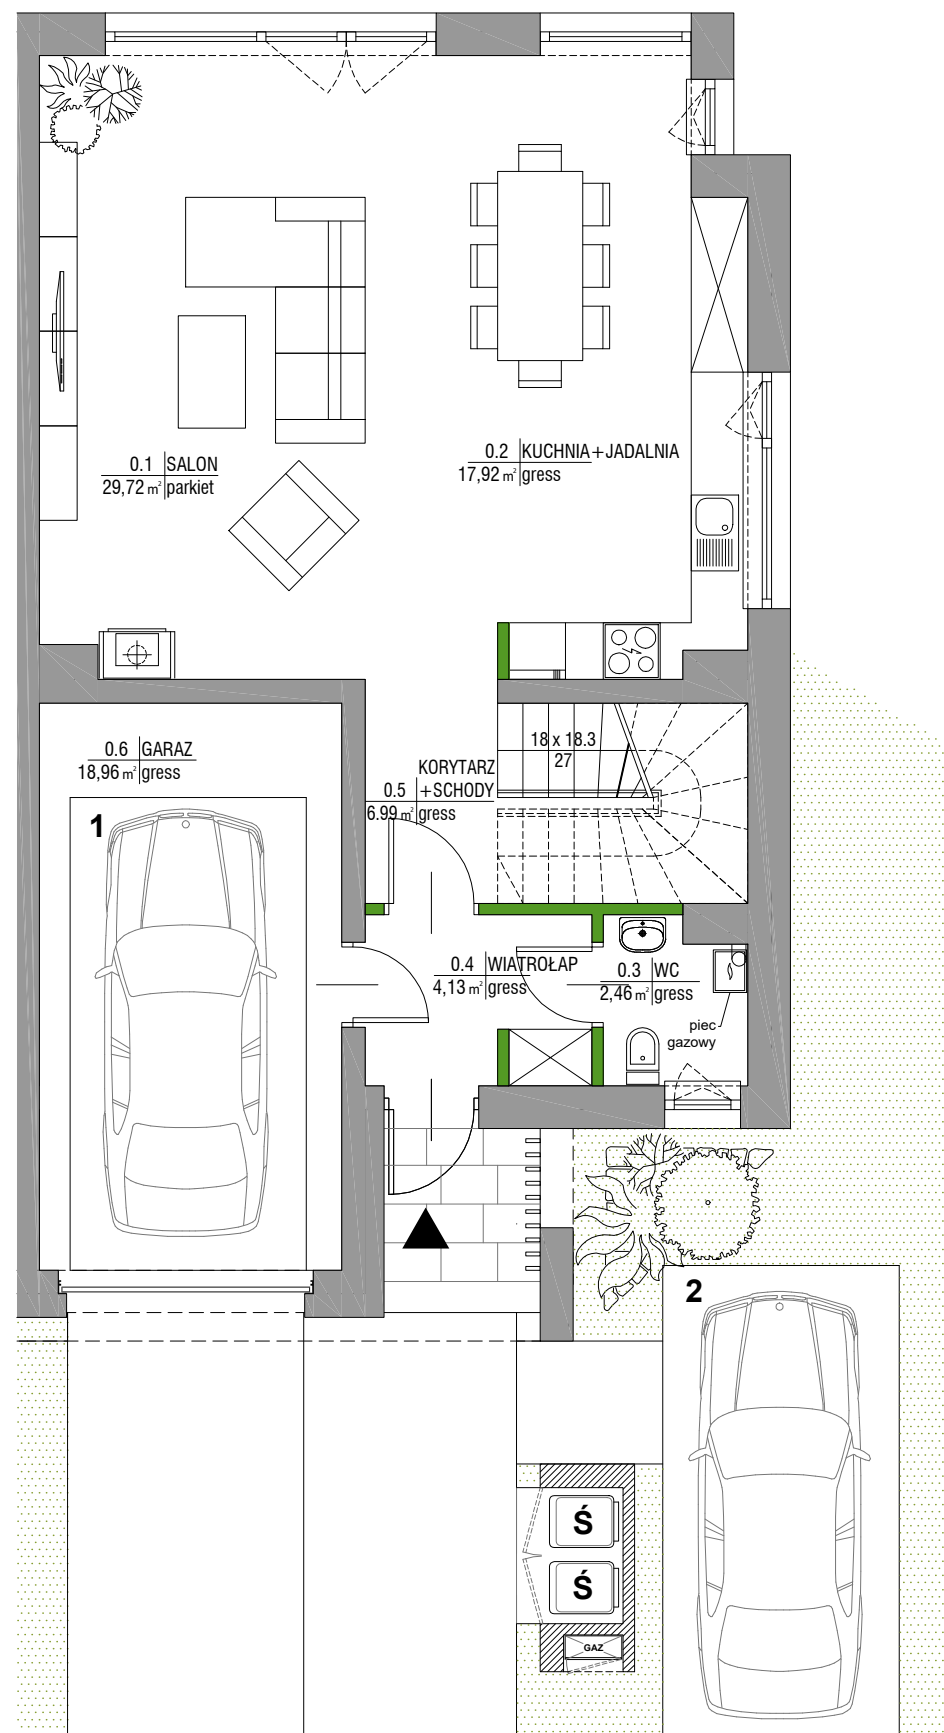 0.1 SALON
29,72 m² parkiet
0.2 KUCHNIA+JADALNIA
17,92 m² gress
18 x 18.3
27
0.6 GARAZ
18,96 m² gress
KORYTARZ
0.5 +SCHODY
6.99 m² gress
1
0.4 WIATROŁAP
4,13 m² gress
0.3 WC
2,46 m² gress
piec
gazowy
2
Ś
Ś
GAZ